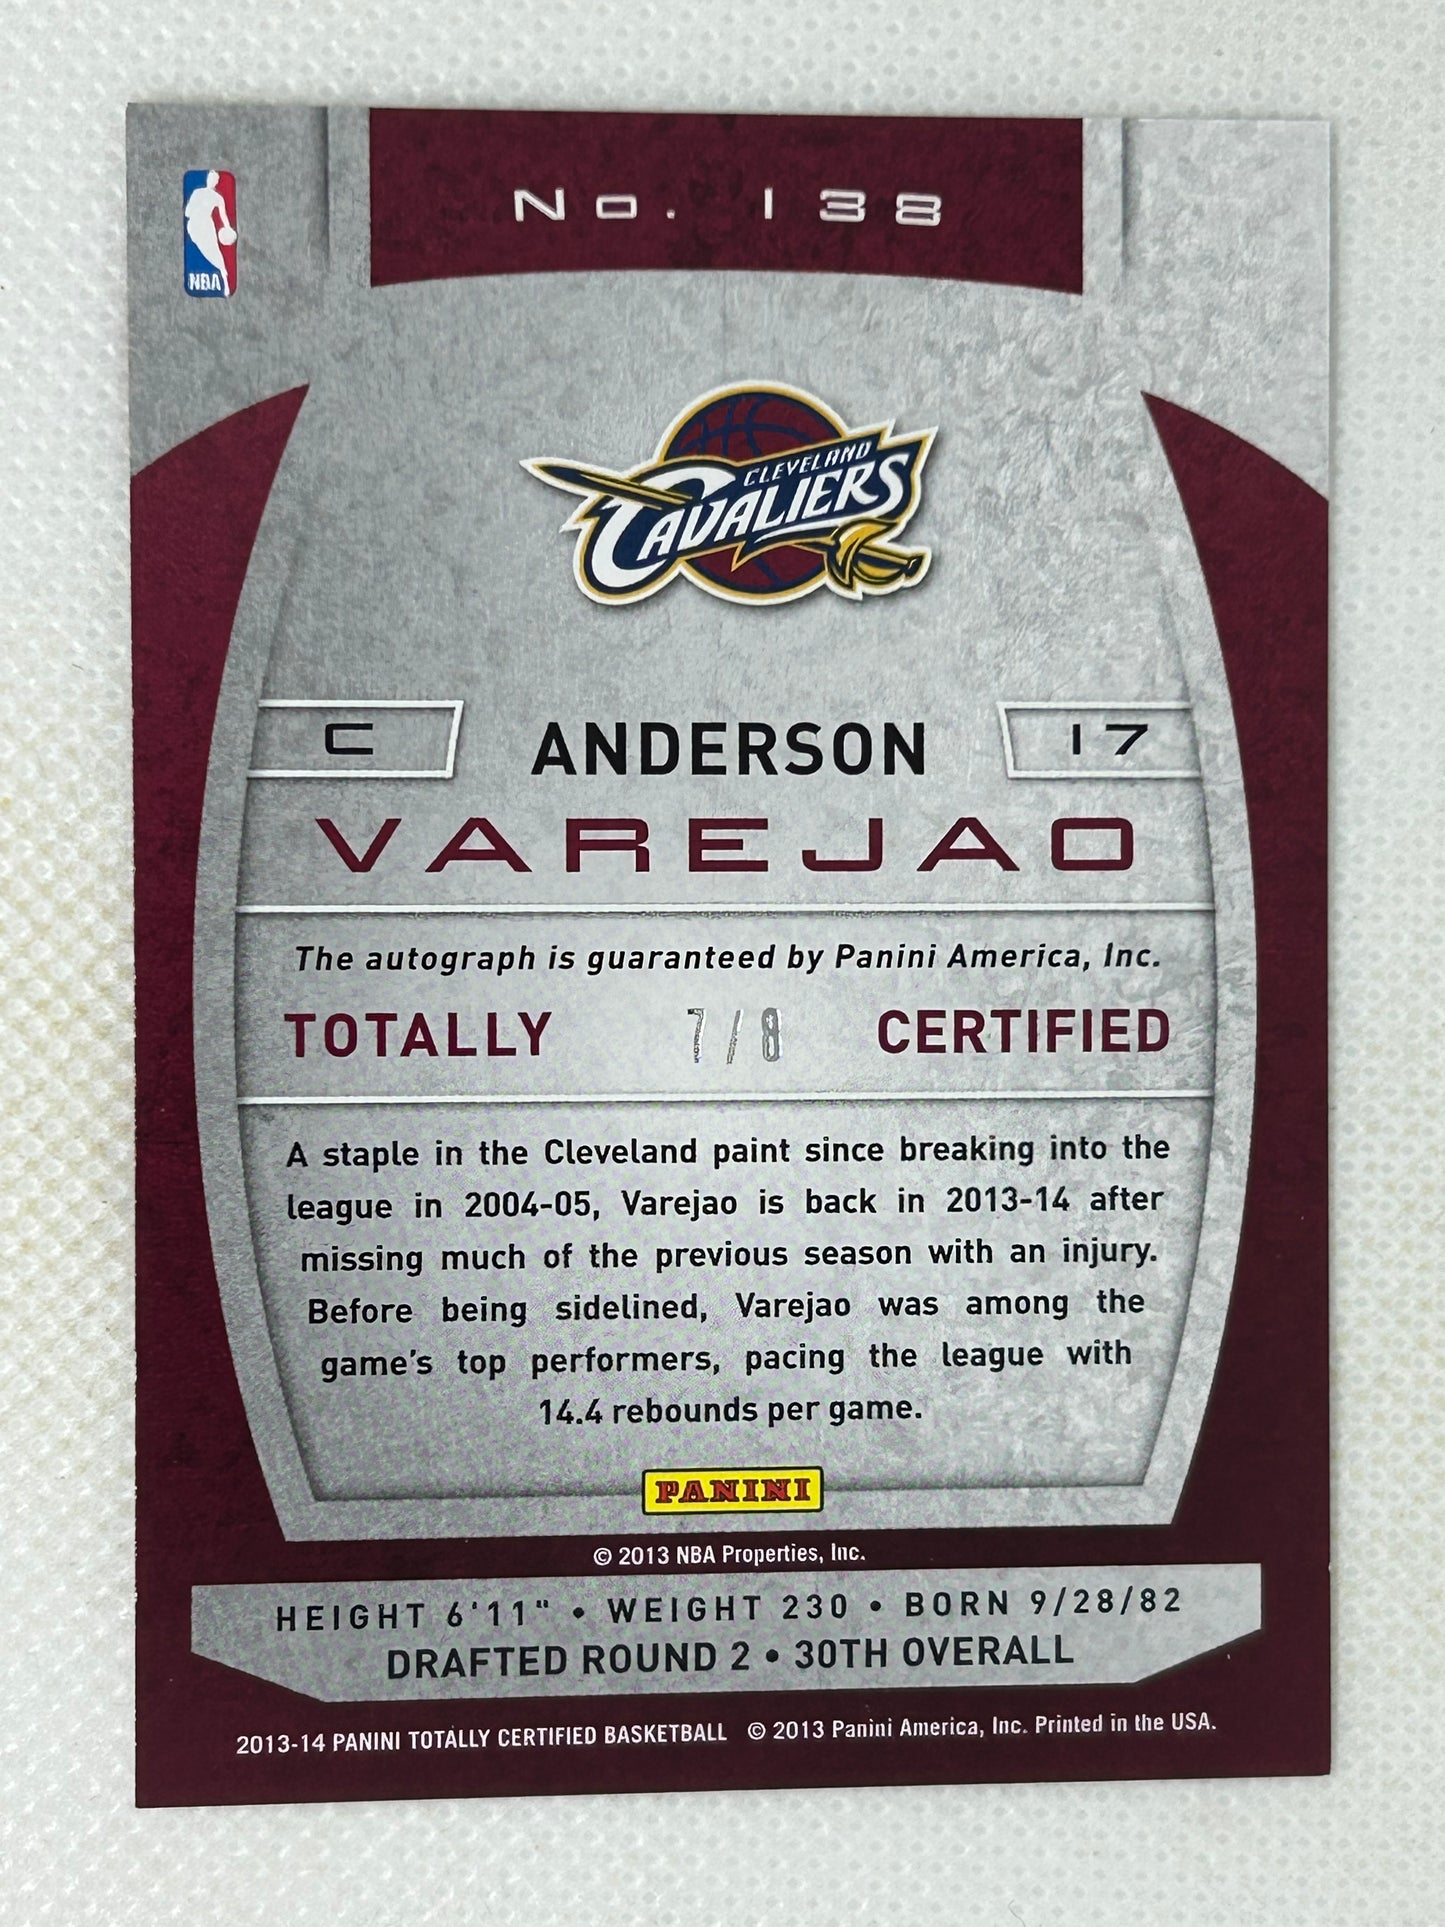 No. 138
NBA
CLEVELAND
CAVALIERS
C
ANDERSON
17
VAREJAO
The autograph is guaranteed by Panini America, Inc.
TOTALLY 7/8 CERTIFIED
A staple in the Cleveland paint since breaking into the
league in 2004-05, Varejao is back in 2013-14 after
missing much of the previous season with an injury.
Before being sidelined, Varejao was among the
game's top performers, pacing the league with
14.4 rebounds per game.
PANINI
© 2013 NBA Properties, Inc.
HEIGHT 6'11" • WEIGHT 230 • BORN 9/28/82
DRAFTED ROUND 2 • 30TH OVERALL
2013-14 PANINI TOTALLY CERTIFIED BASKETBALL © 2013 Panini America, Inc. Printed in the USA.